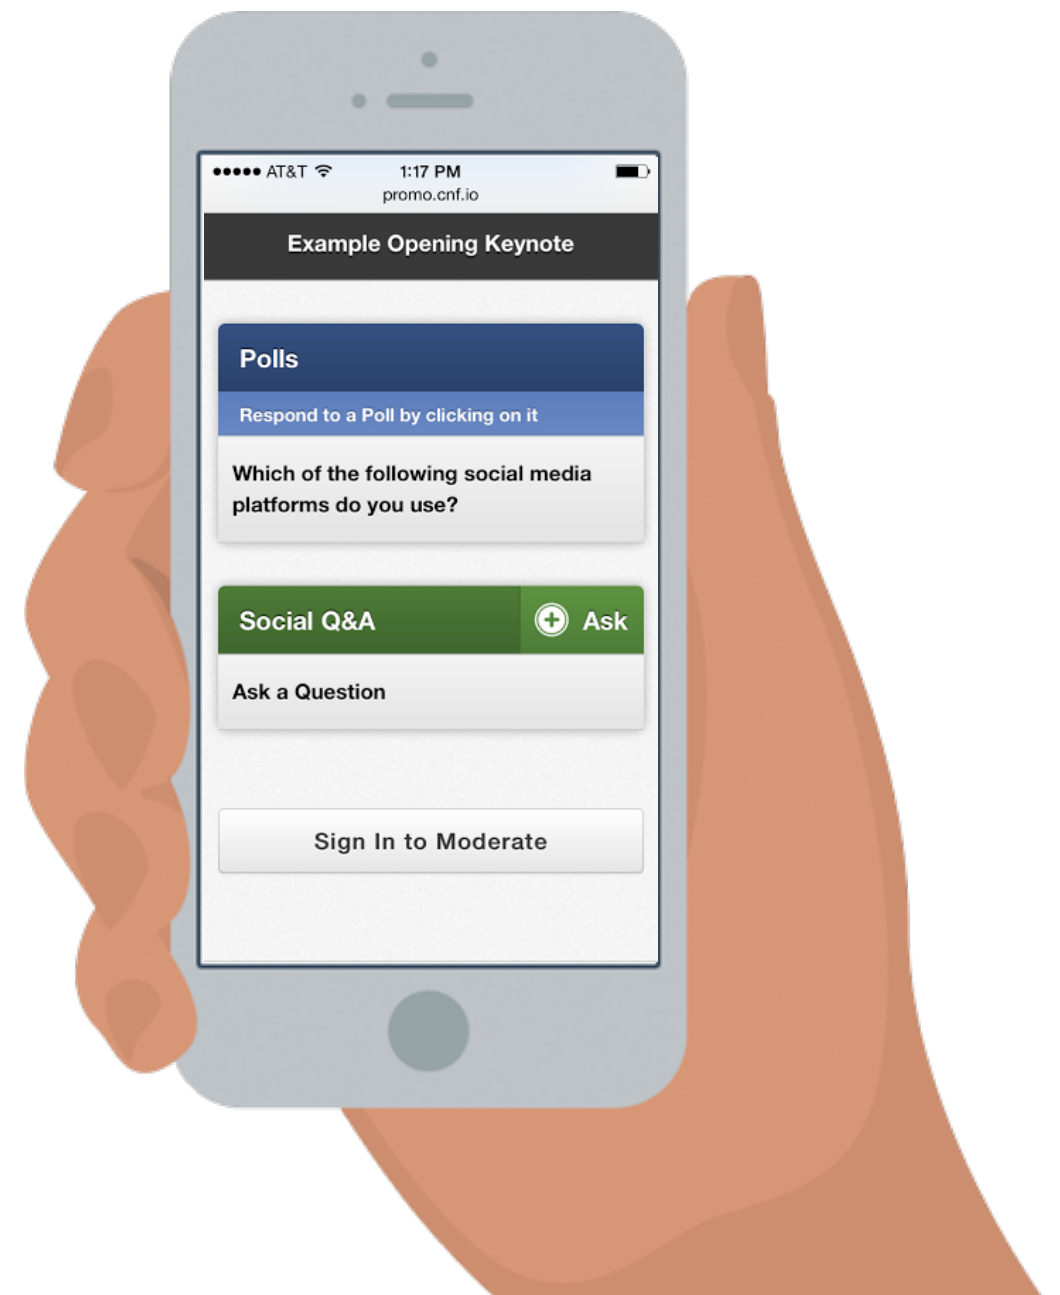 ●●●●● AT&T 1:17 PM
promo.cnf.io
Example Opening Keynote
Polls
Respond to a Poll by clicking on it
Which of the following social media
platforms do you use?
Social Q&A Ask
Ask a Question
Sign In to Moderate